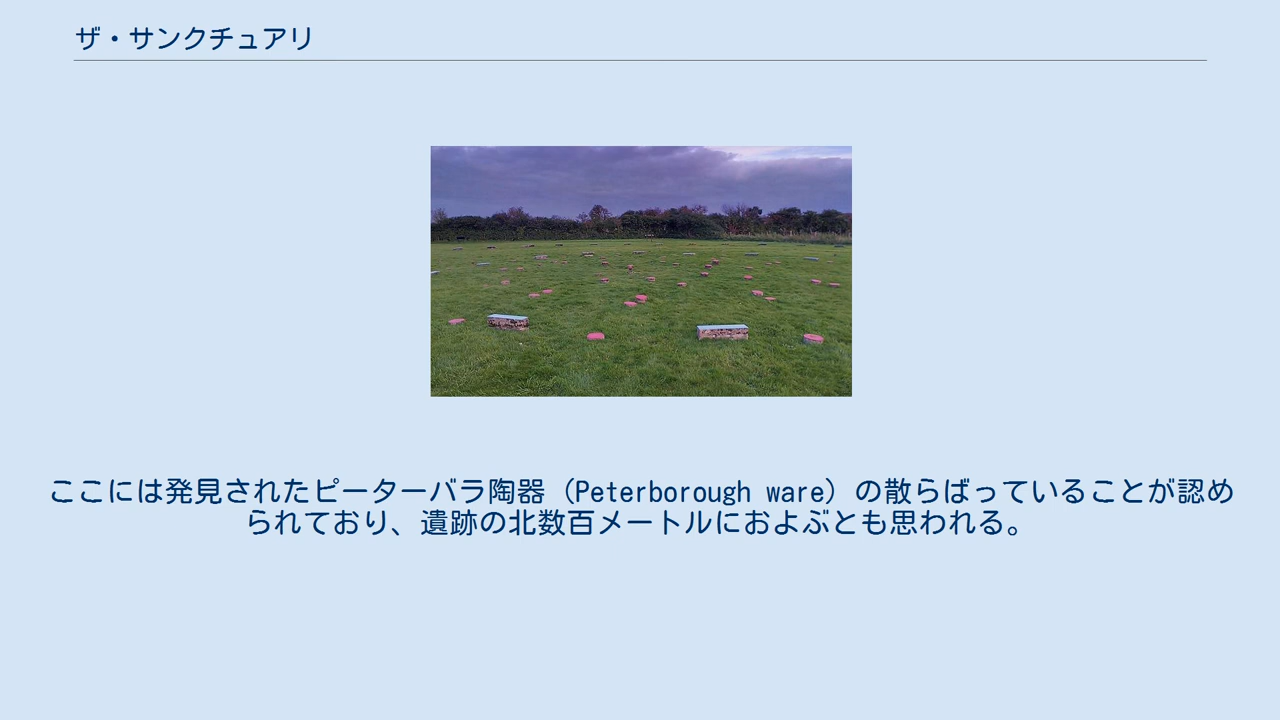 ザ・サンクチュアリ
ここには発見されたピーターバラ陶器（Peterborough ware）の散らばっていることが認め
られており、遺跡の北数百メートルにおよぶとも思われる。